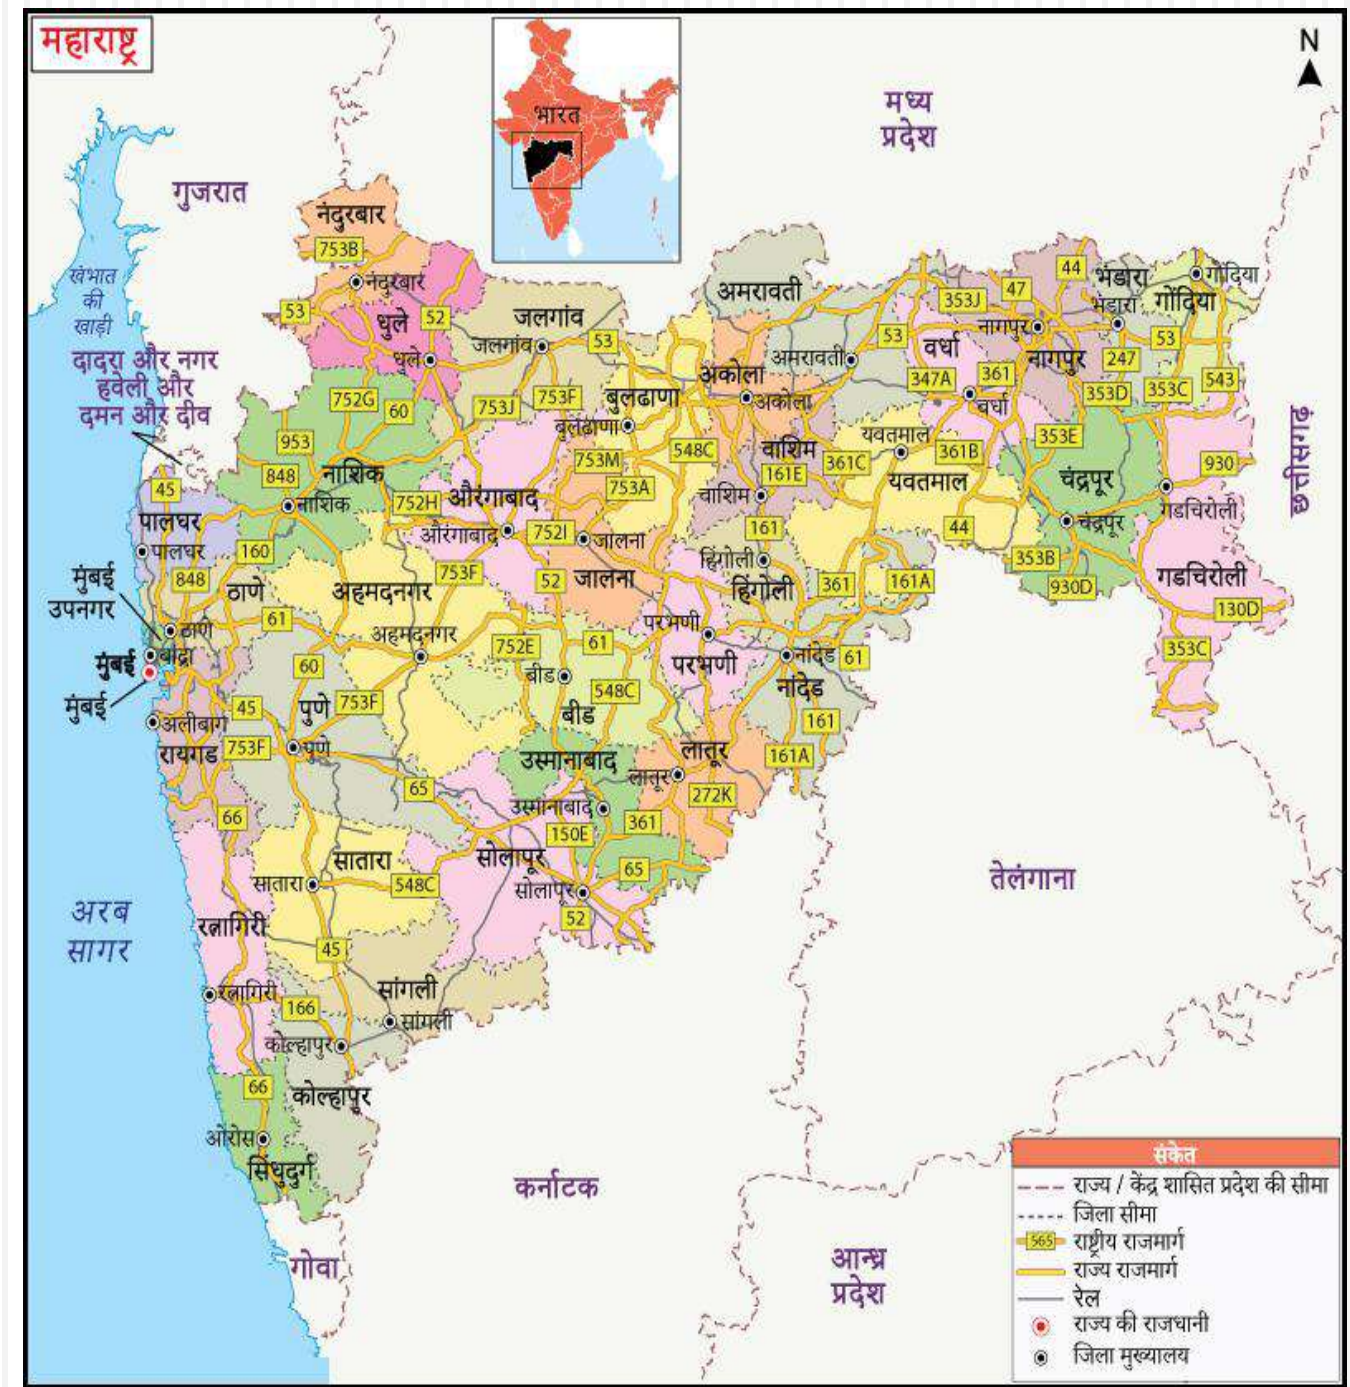 महाराष्ट्र
भारत
N
मध्य
प्रदेश
गुजरात
खंभात
की
खाड़ी
दादरा और नगर
हवेली और
दमन और दीव
नंदुरबार
753B
नंदुरबार
53
धुले
52
धुले
जलगांव
जलगांव
53
752G
60
753J
753F
बुलढाणा
बुलढाणा
753M
548C
753A
अमरावती
अमरावती
53
अकोला
अकोला
वाशिम
161E
वाशिम
161
353J
47
44
भंडारा
भंडारा
गोंदिया
गोंदिया
नागपुर
नागपुर
वर्धा
347A
361
वर्धा
247
53
353D
353C
543
353E
930
छत्तीसगढ़
यवतमाल
361C
361B
यवतमाल
44
चंद्रपूर
चंद्रपूर
353B
930D
गडचिरोली
गडचिरोली
130D
353C
953
848
नाशिक
नाशिक
752H
औरंगाबाद
औरंगाबाद
752I
जालना
जालना
45
पालघर
पालघर
160
848
ठाणे
ठाणे
61
अहमदनगर
753F
अहमदनगर
52
हिंगोली
हिंगोली
361
161A
मुंबई
उपनगर
बांद्रा
मुंबई
मुंबई
परभणी
परभणी
752E
61
बीड
548C
बीड
नांदेड
61
नांदेड
161
161A
60
45
पुणे
753F
753F
पुणे
अलीबाग
रायगड
66
65
उस्मानाबाद
उस्मानाबाद
150E
361
65
लातूर
लातूर
272K
सोलापूर
सोलापूर
52
सातारा
सातारा
548C
45
रत्नागिरी
रत्नागिरी
166
सांगली
सांगली
कोल्हापुर
कोल्हापुर
66
ओरोस
सिंधुदुर्ग
अरब
सागर
तेलंगाना
कर्नाटक
गोवा
आन्ध्र
प्रदेश
संकेत
राज्य / केंद्र शासित प्रदेश की सीमा
जिला सीमा
565 राष्ट्रीय राजमार्ग
राज्य राजमार्ग
रेल
राज्य की राजधानी
जिला मुख्यालय